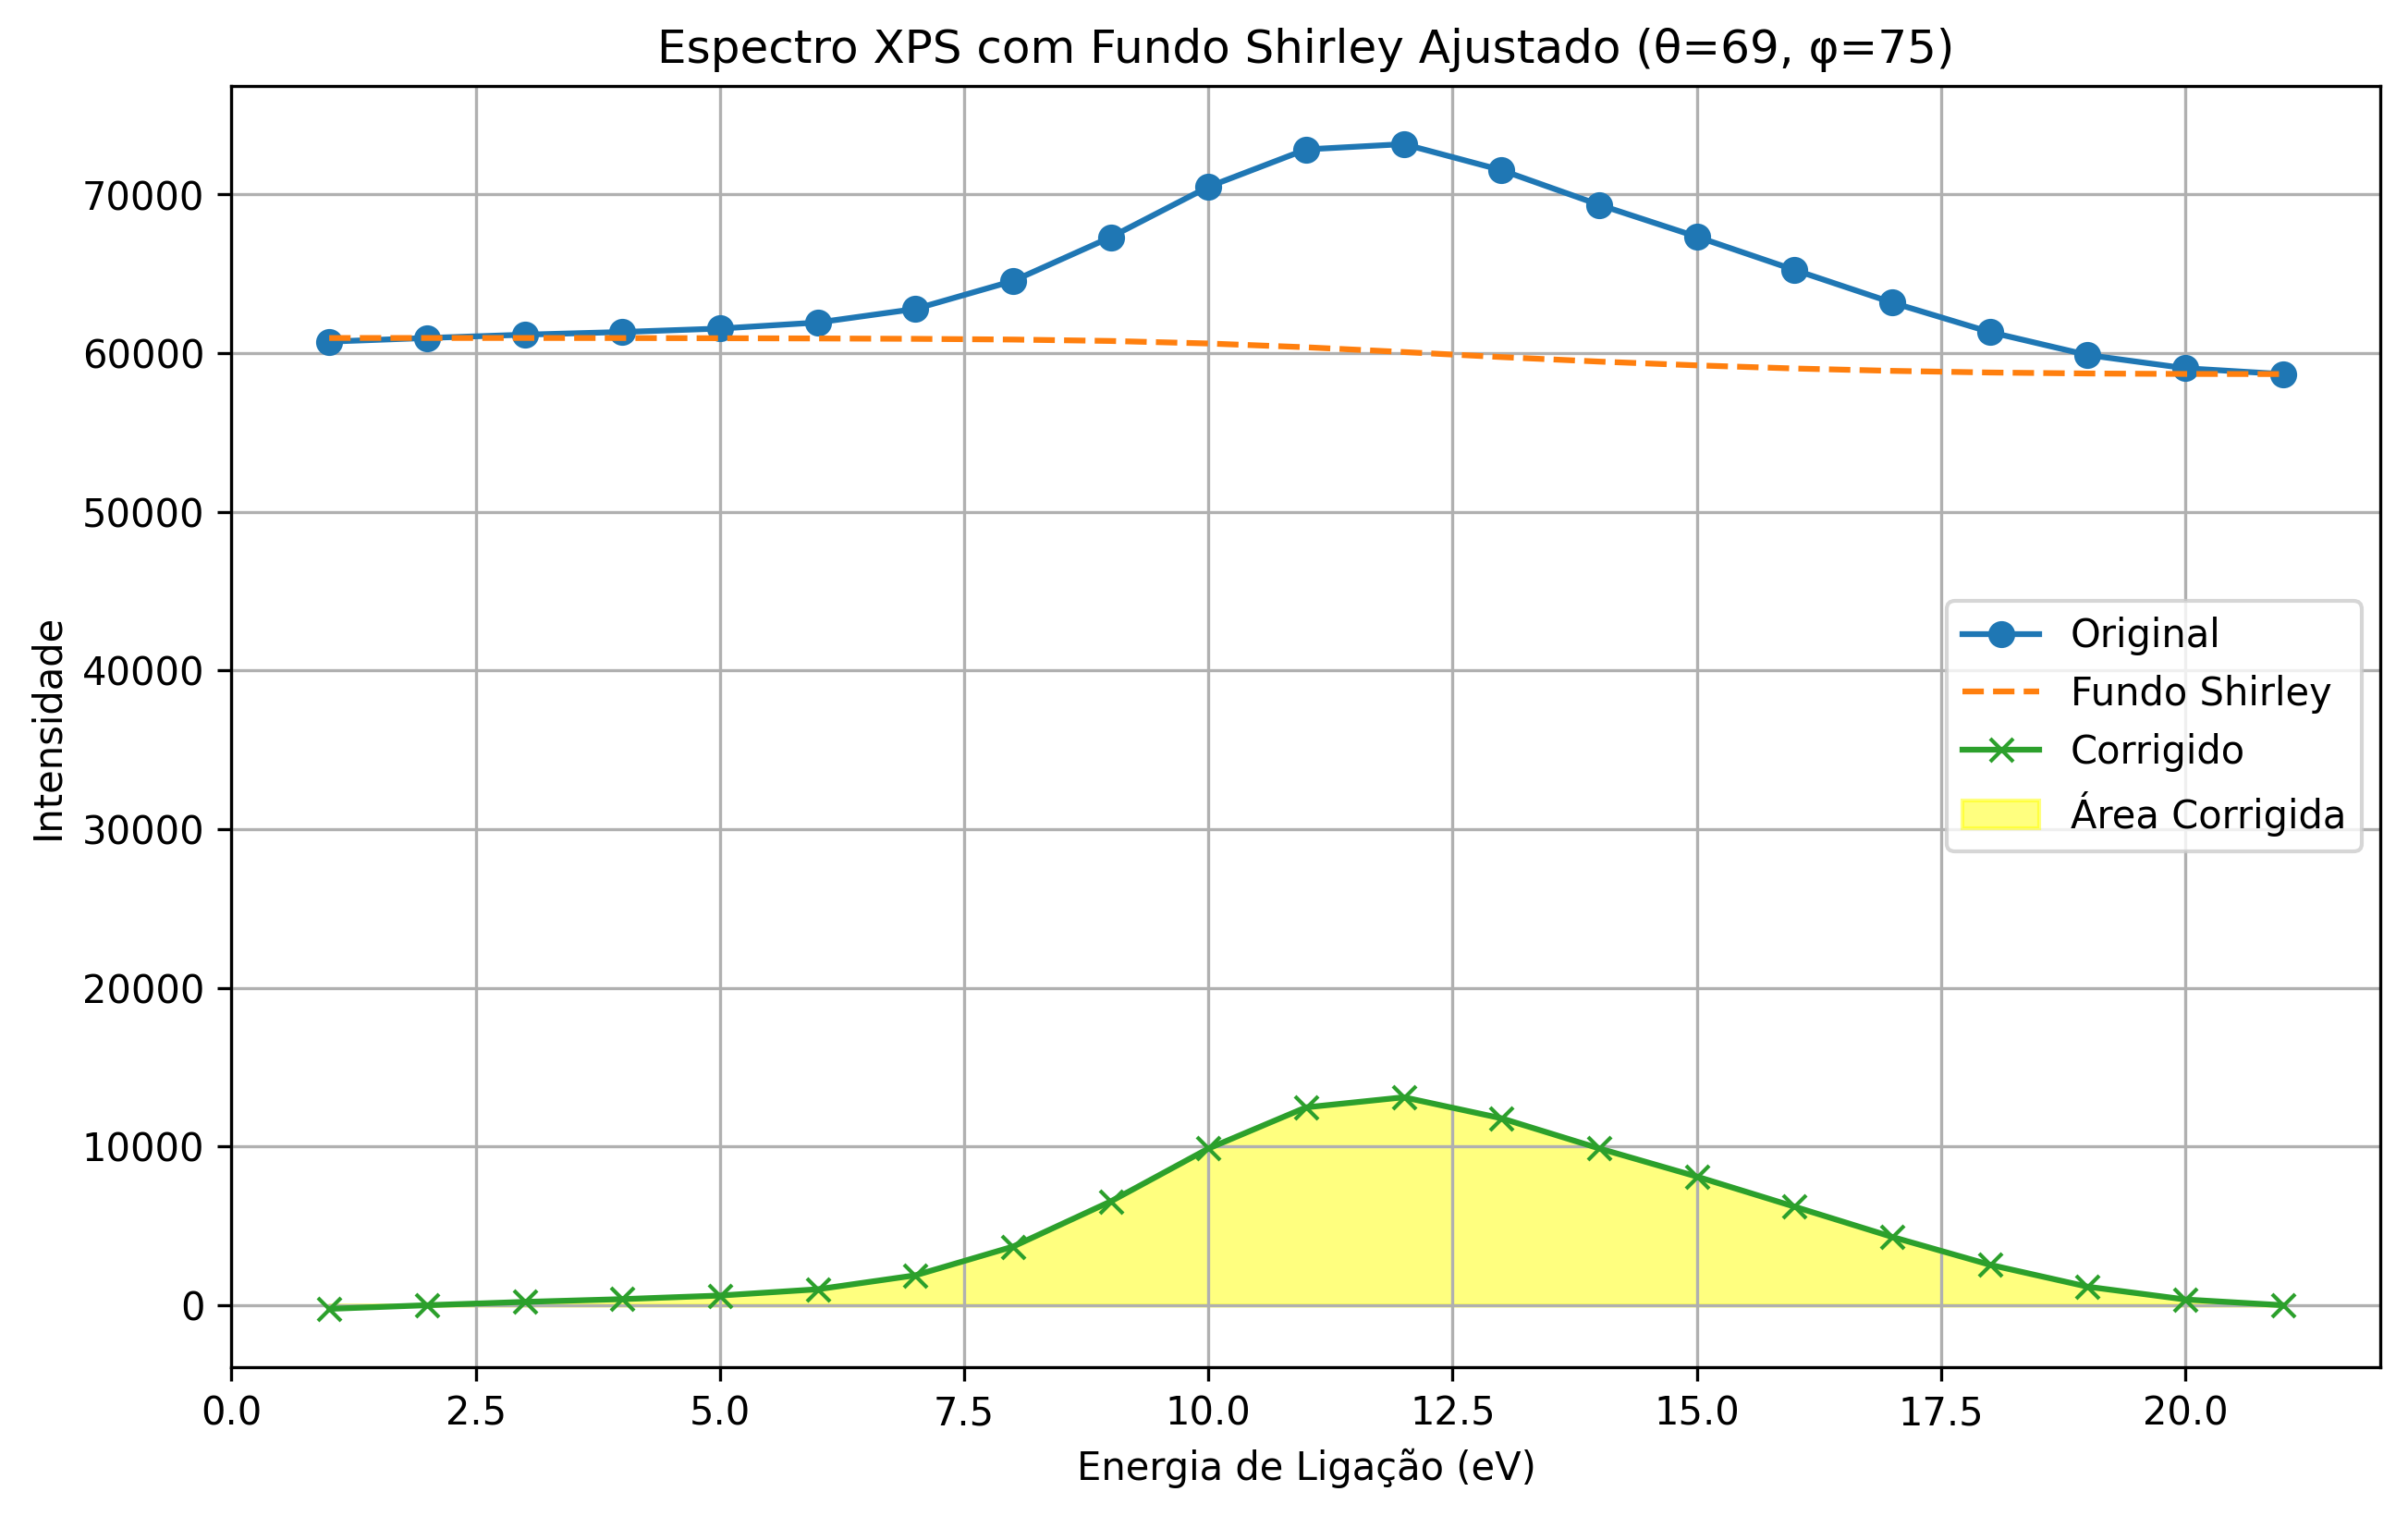 Espectro XPS com Fundo Shirley Ajustado (θ=69, φ=75)
Intensidade
70000
60000
50000
40000
30000
20000
10000
0
Original
Fundo Shirley
Corrigido
Área Corrigida
0.0 2.5 5.0 7.5 10.0 12.5 15.0 17.5 20.0
Energia de Ligação (eV)